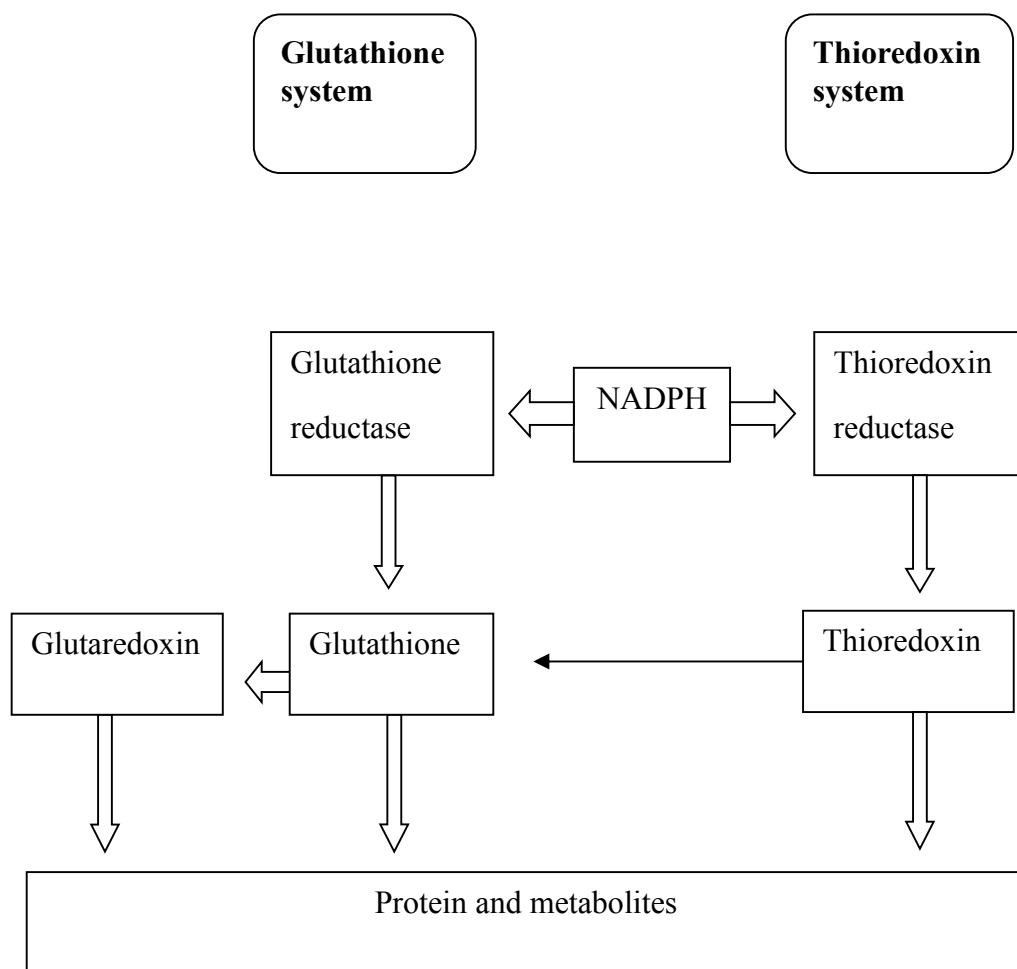 Glutathione
system
Thioredoxin
system
Glutathione
reductase
NADPH
Thioredoxin
reductase
Glutaredoxin
Glutathione
Thioredoxin
Protein and metabolites